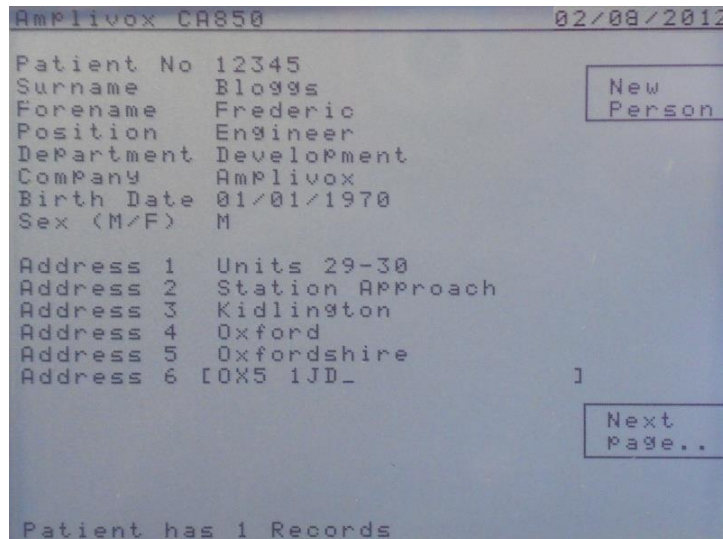 Amplivox CA850 02/08/2012
Patient No 12345
Surname Bloggs
Forename Frederic
Position Engineer
Department Development
Company Amplivox
Birth Date 01/01/1970
Sex (M/F) M
New
Person
Address 1 Units 29-30
Address 2 Station Approach
Address 3 Kidlington
Address 4 Oxford
Address 5 Oxfordshire
Address 6 [OX5 1JD_ ]
Next
page..
Patient has 1 Records